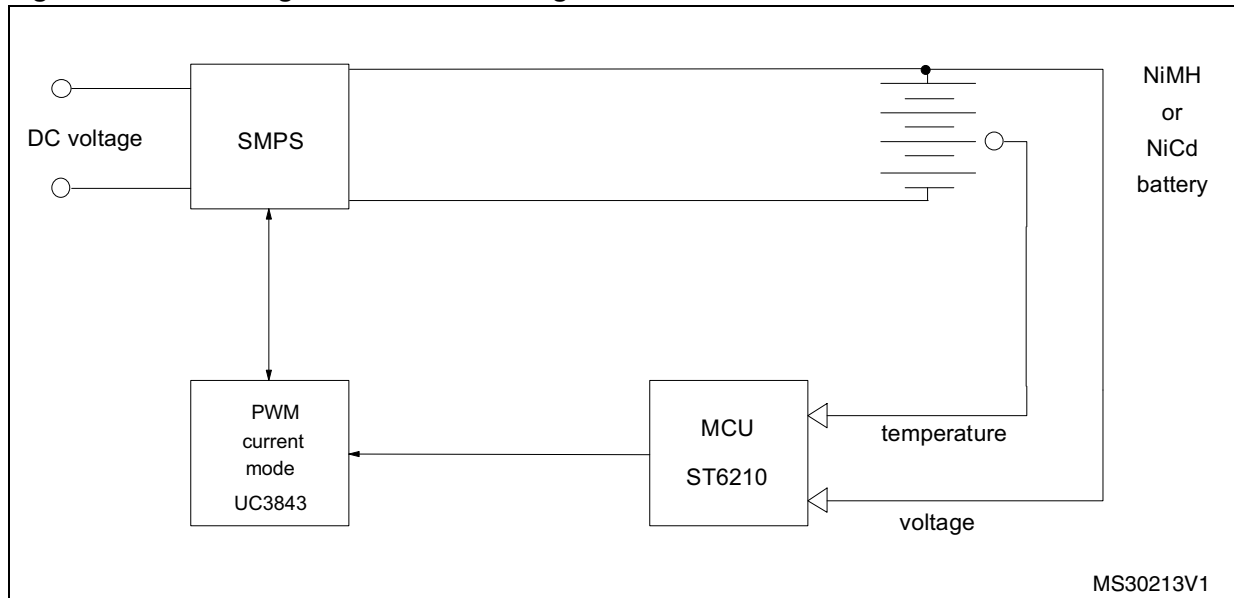 DC voltage
SMPS
NiMH
or
NiCd
battery
PWM
current
mode
UC3843
MCU
ST6210
temperature
voltage
MS30213V1